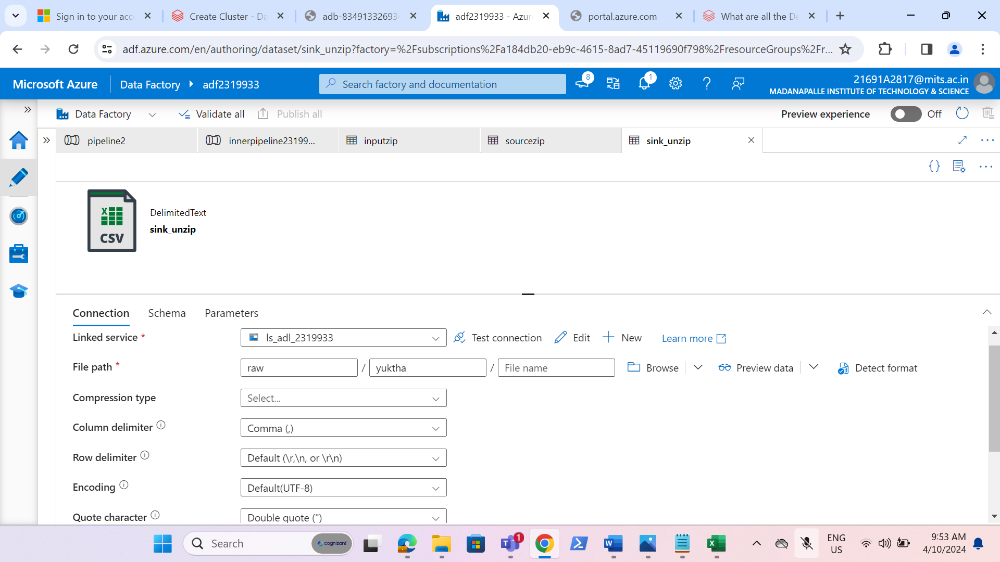 Sign in to your acc
Create Cluster - Da
adb-83491332693
adf2319933 - Azur
portal.azure.com
What are all the De
adf.azure.com/en/authoring/dataset/sink_unzip?factory=%2Fsubscriptions%2Fa184db20-eb9c-4615-8ad7-45119690f798%2FresourceGroups%2Fr...
Microsoft Azure
Data Factory
adf2319933
Search factory and documentation
8
1
21691A2817@mits.ac.in
MADANAPALLE INSTITUTE OF TECHNOLOGY & SCIENCE
Data Factory
Validate all
Publish all
Preview experience
Off
pipeline2
innerpipeline23199...
inputzip
sourcezip
sink_unzip
CSV
DelimitedText
sink_unzip
Connection
Schema
Parameters
Linked service *
ls_adl_2319933
Test connection
Edit
New
Learn more
File path *
raw / yuktha / File name
Browse
Preview data
Detect format
Compression type
Select...
Column delimiter
Comma (,)
Row delimiter
Default (\r,\n, or \r\n)
Encoding
Default(UTF-8)
Quote character
Double quote (")
Search
cognizant
1
ENG
US
9:53 AM
4/10/2024